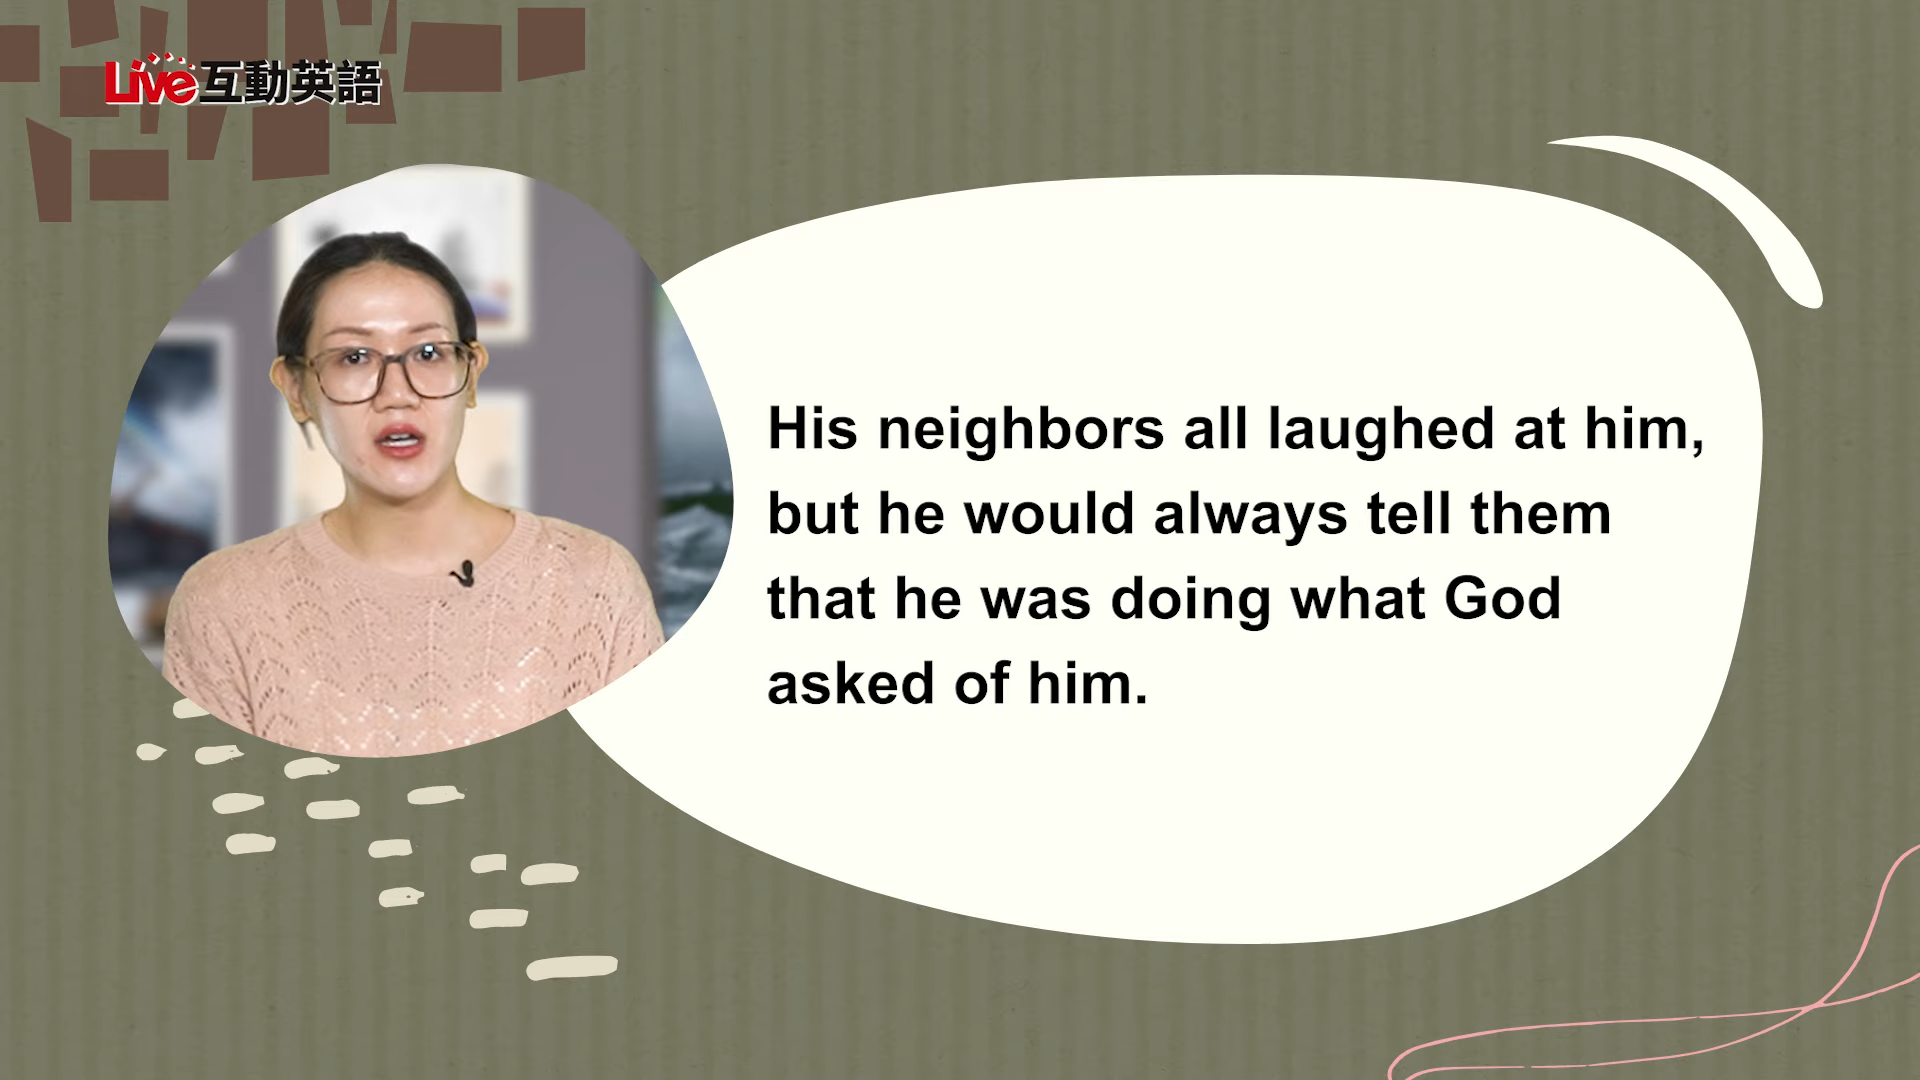 Live互動英語
His neighbors all laughed at him,
but he would always tell them
that he was doing what God
asked of him.